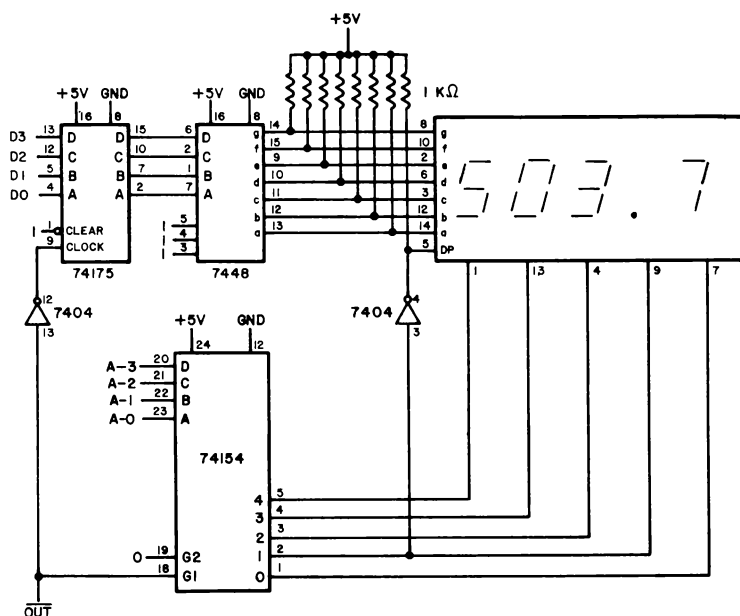 +5V
+5V GND
+5V GND
1 KΩ
16 8
16 8
D3 13 D D 15 6 D g 14 8 g
D2 12 C C 10 2 C f 15 10 f
D1 5 B B 7 1 B e 9 2 e
D0 4 A A 2 7 A d 10 6 d
c 11 3 c
b 12 12 b
a 13 14 a
5 DP
503.7
1 1 CLEAR
9 CLOCK
1 5
1 4
1 3
74175
7448
1 13 4 9 7
12
7404
13
4
7404
3
+5V GND
24 12
A-3 20 D
A-2 21 C
A-1 22 B
A-0 23 A
74154
4 5
3 4
2 3
0 19 G2 1 2
18 G1 0 1
OUT